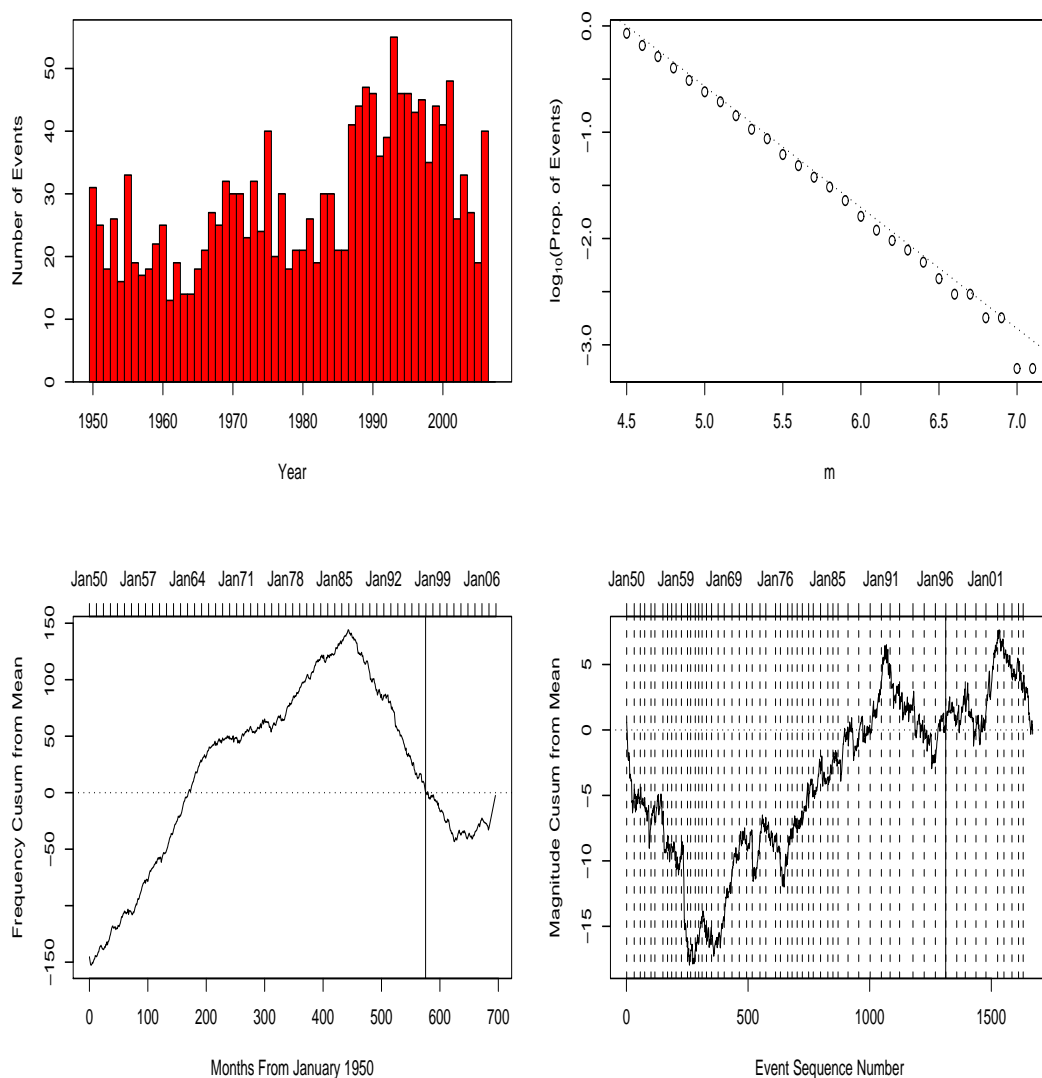 Number of Events
0 10 20 30 40 50
1950 1960 1970 1980 1990 2000
Year
log₁₀(Prop. of Events)
−3.0 −2.0 −1.0 0.0
4.5 5.0 5.5 6.0 6.5 7.0
m
Jan50 Jan57 Jan64 Jan71 Jan78 Jan85 Jan92 Jan99 Jan06
Frequency Cusum from Mean
−150 −50 0 50 100 150
0 100 200 300 400 500 600 700
Months From January 1950
Jan50 Jan59 Jan69 Jan76 Jan85 Jan91 Jan96 Jan01
Magnitude Cusum from Mean
−15 −10 −5 0 5
0 500 1000 1500
Event Sequence Number